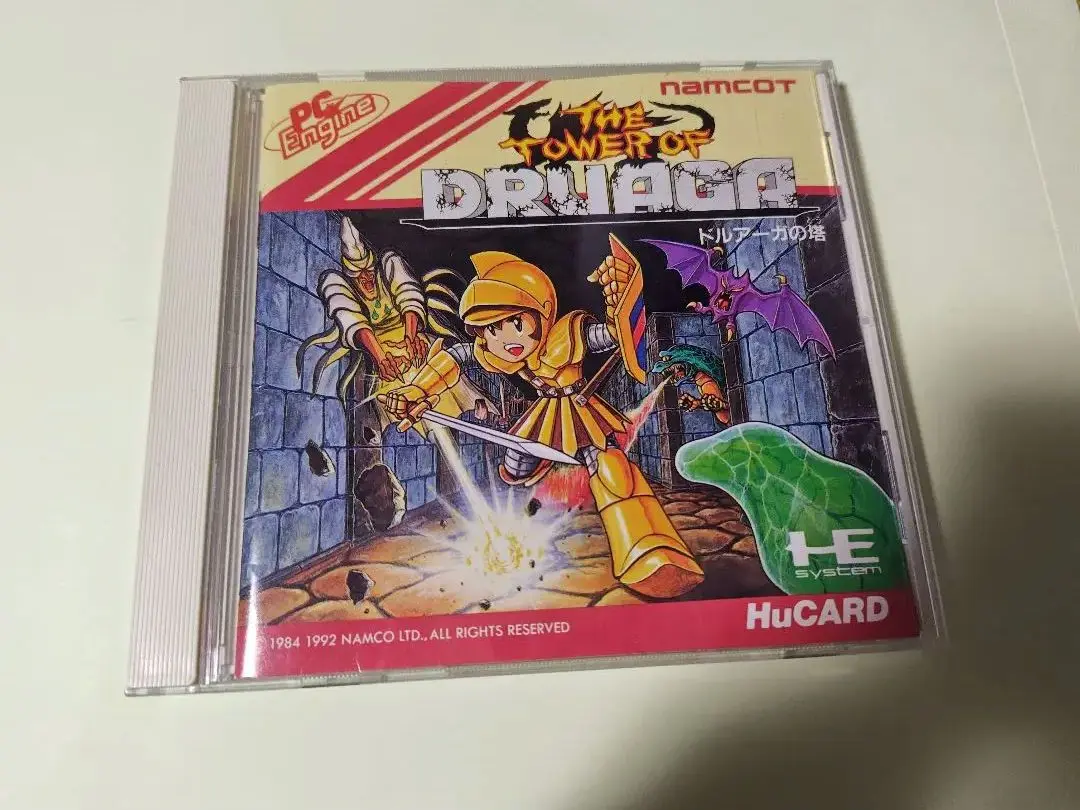 PC
Engine
namcoT
THE
TOWER OF
DRUAGA
ドルアーガの塔
HE
system
HuCARD
1984 1992 NAMCO LTD., ALL RIGHTS RESERVED